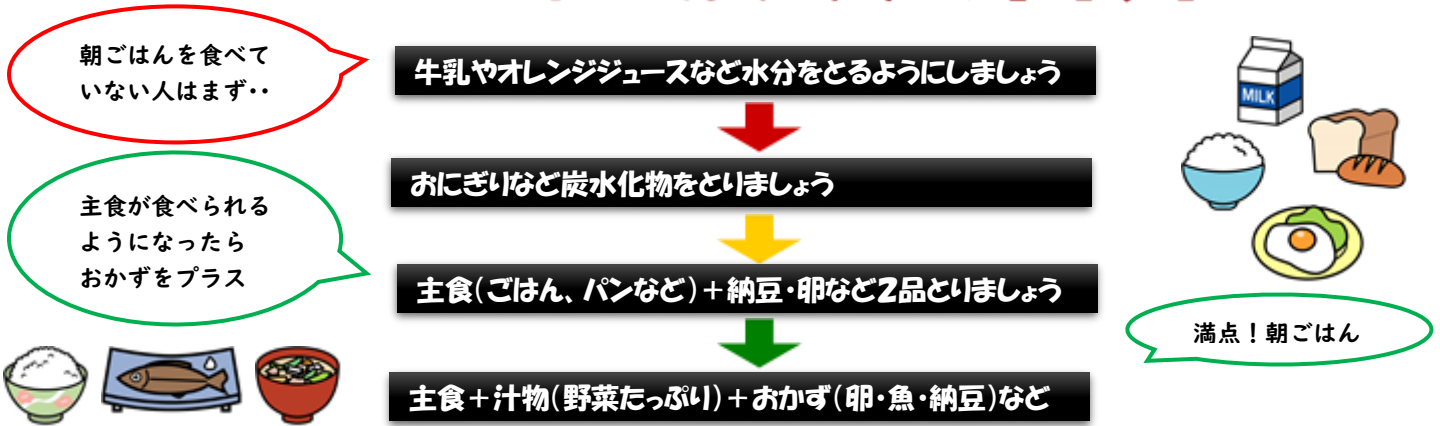 朝ごはんを食べて
いない人はまず・・
牛乳やオレンジジュースなど水分をとるようにしましょう
MILK
おにぎりなど炭水化物をとりましょう
主食が食べられる
ようになったら
おかずをプラス
主食(ごはん、パンなど)+納豆・卵など2品とりましょう
満点!朝ごはん
主食+汁物(野菜たっぷり)+おかず(卵・魚・納豆)など